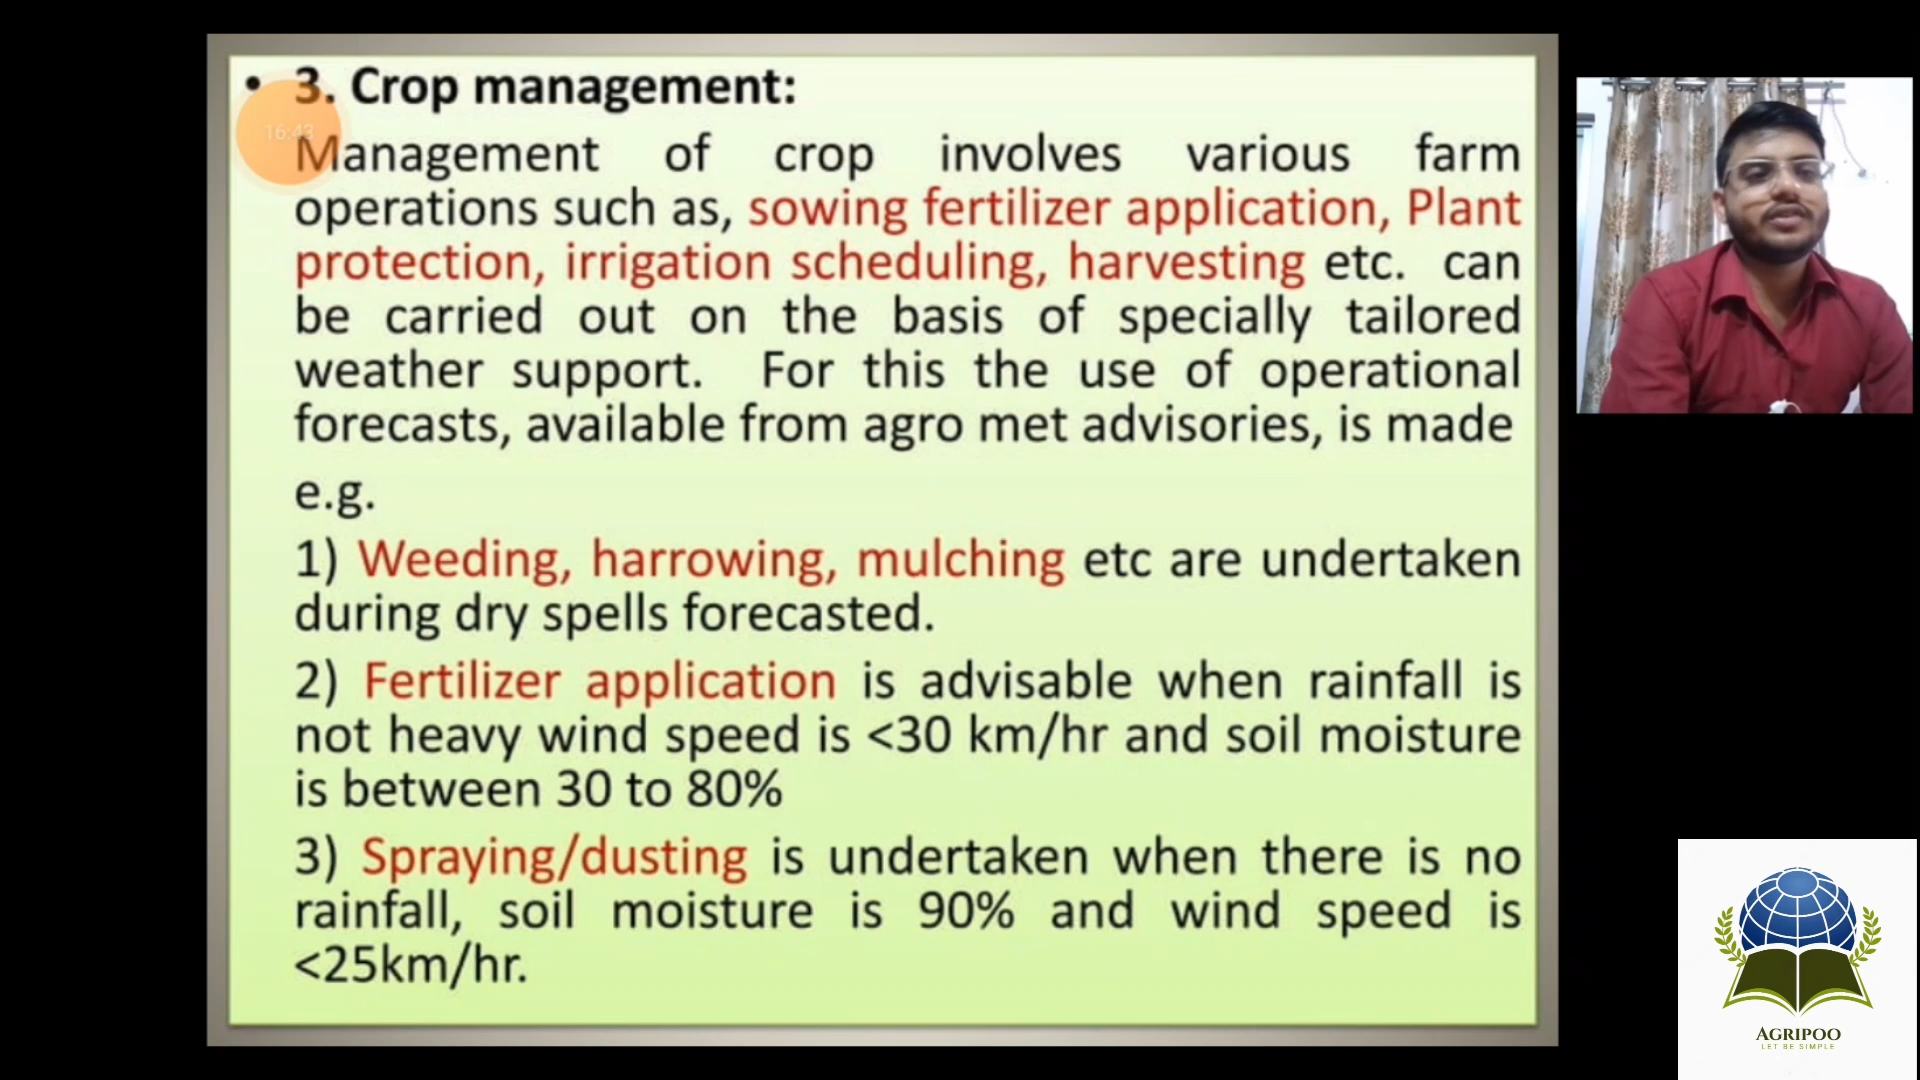 • 3. Crop management:
16:43
Management of crop involves various farm
operations such as, sowing fertilizer application, Plant
protection, irrigation scheduling, harvesting etc. can
be carried out on the basis of specially tailored
weather support. For this the use of operational
forecasts, available from agro met advisories, is made
e.g.
1) Weeding, harrowing, mulching etc are undertaken
during dry spells forecasted.
2) Fertilizer application is advisable when rainfall is
not heavy wind speed is <30 km/hr and soil moisture
is between 30 to 80%
3) Spraying/dusting is undertaken when there is no
rainfall, soil moisture is 90% and wind speed is
<25km/hr.
AGRIPOO
LET BE SIMPLE